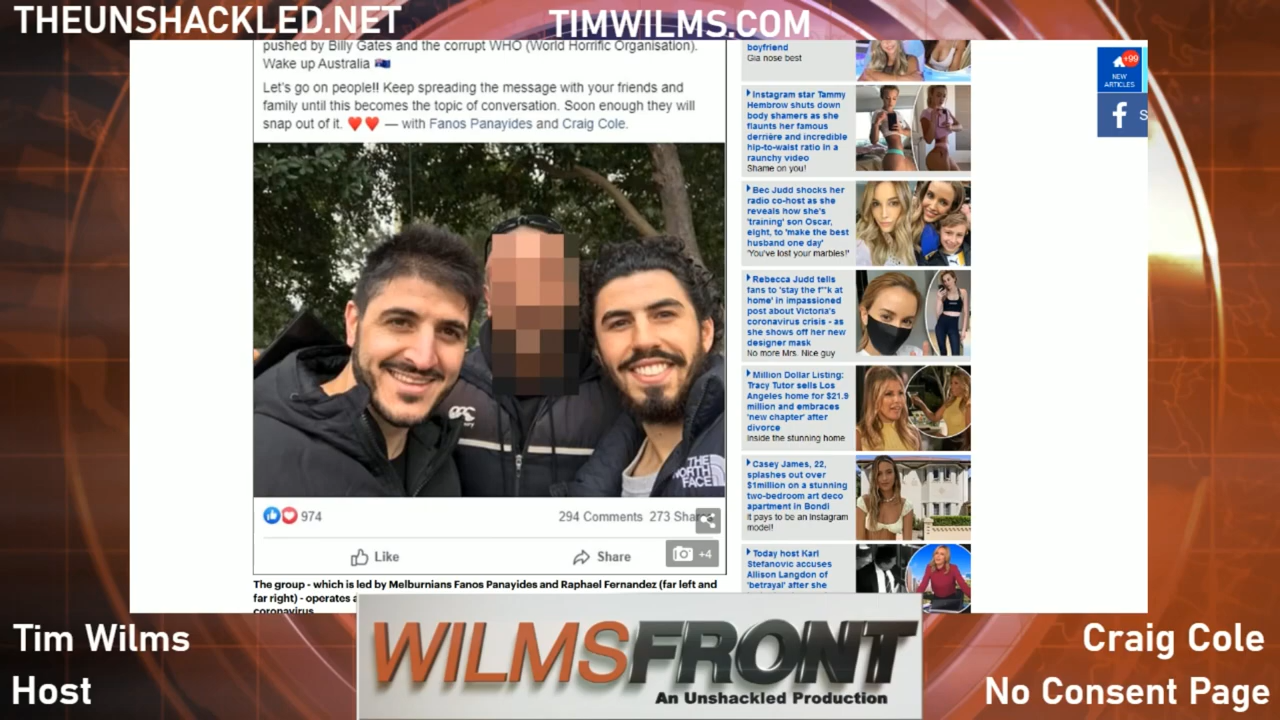 THEUNSHACKLED.NET
TIMWILMS.COM
pushed by Billy Gates and the corrupt WHO (World Horrific Organisation).
Wake up Australia
Let's go on people!! Keep spreading the message with your friends and
family until this becomes the topic of conversation. Soon enough they will
snap out of it. ❤️❤️ — with Fanos Panayides and Craig Cole.
THE
NORTH
FACE
974
294 Comments 273 Shares
Like
Share
+4
The group - which is led by Melburnians Fanos Panayides and Raphael Fernandez (far left and
far right) - operates
coronavirus
boyfriend
Gia nose best
Instagram star Tammy
Hembrow shuts down
body shamers as she
flaunts her famous
derrière and incredible
hip-to-waist ratio in a
raunchy video
Shame on you!
Bec Judd shocks her
radio co-host as she
reveals how she's
'training' son Oscar,
eight, to 'make the best
husband one day'
'You've lost your marbles!'
Rebecca Judd tells
fans to 'stay the f**k at
home' in impassioned
post about Victoria's
coronavirus crisis - as
she shows off her new
designer mask
No more Mrs. Nice guy
Million Dollar Listing:
Tracy Tutor sells Los
Angeles home for $21.9
million and embraces
'new chapter' after
divorce
Inside the stunning home
Casey James, 22,
splashes out over
$1million on a stunning
two-bedroom art deco
apartment in Bondi
It pays to be an Instagram
model!
Today host Karl
Stefanovic accuses
Allison Langdon of
'betrayal' after she
+99
NEW
ARTICLES
f S
Tim Wilms
Host
WILMSFRONT
An Unshackled Production
Craig Cole
No Consent Page